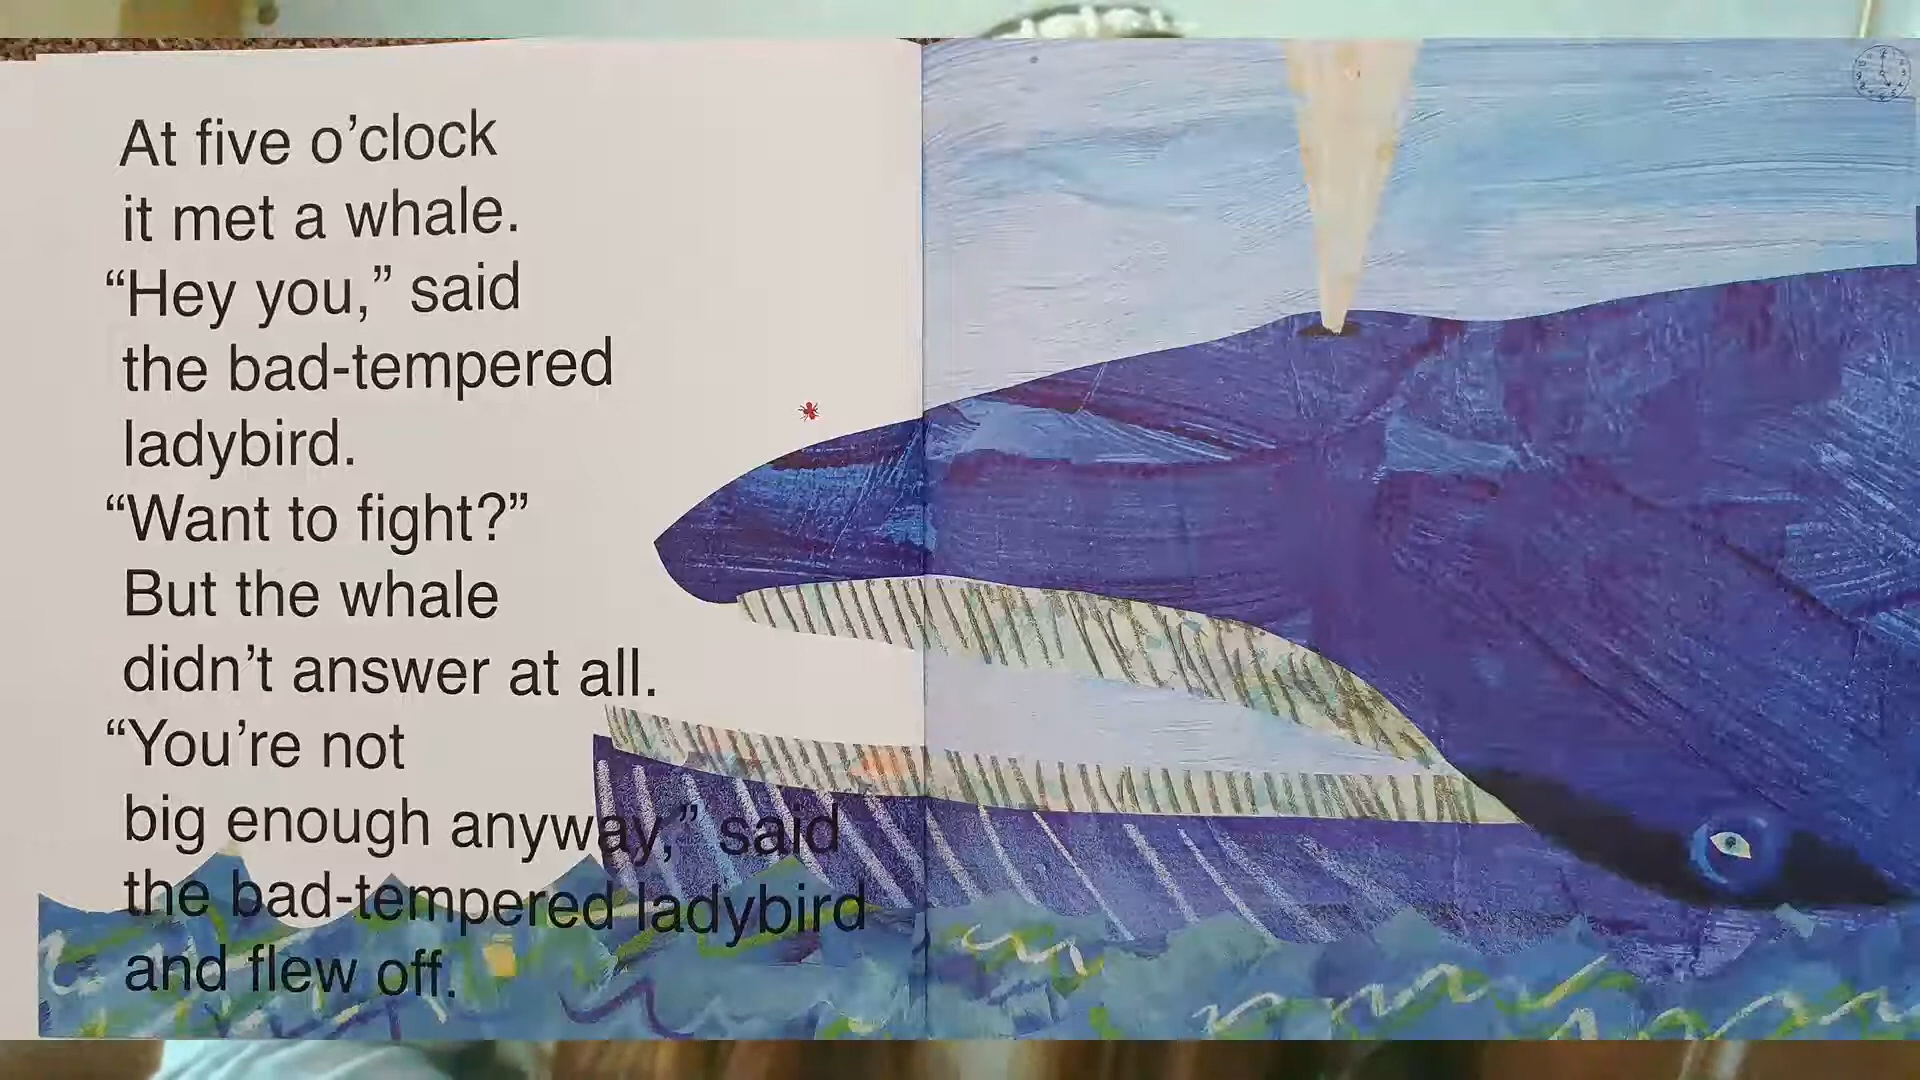 At five o’clock
it met a whale.
“Hey you,” said
the bad-tempered
ladybird.
“Want to fight?”
But the whale
didn’t answer at all.
“You’re not
big enough anyway,” said
the bad-tempered ladybird
and flew off.